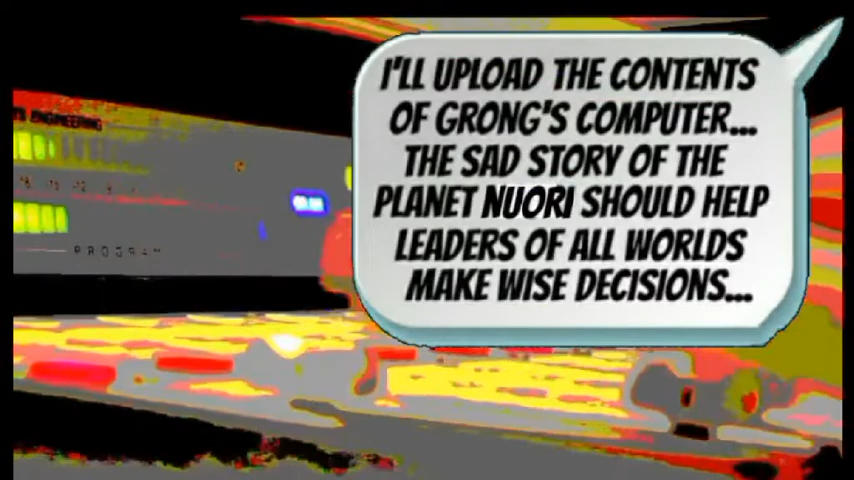 I'LL UPLOAD THE CONTENTS
OF GRONG'S COMPUTER...
THE SAD STORY OF THE
PLANET NUORI SHOULD HELP
LEADERS OF ALL WORLDS
MAKE WISE DECISIONS...
ENGINEERING
PROGRAM